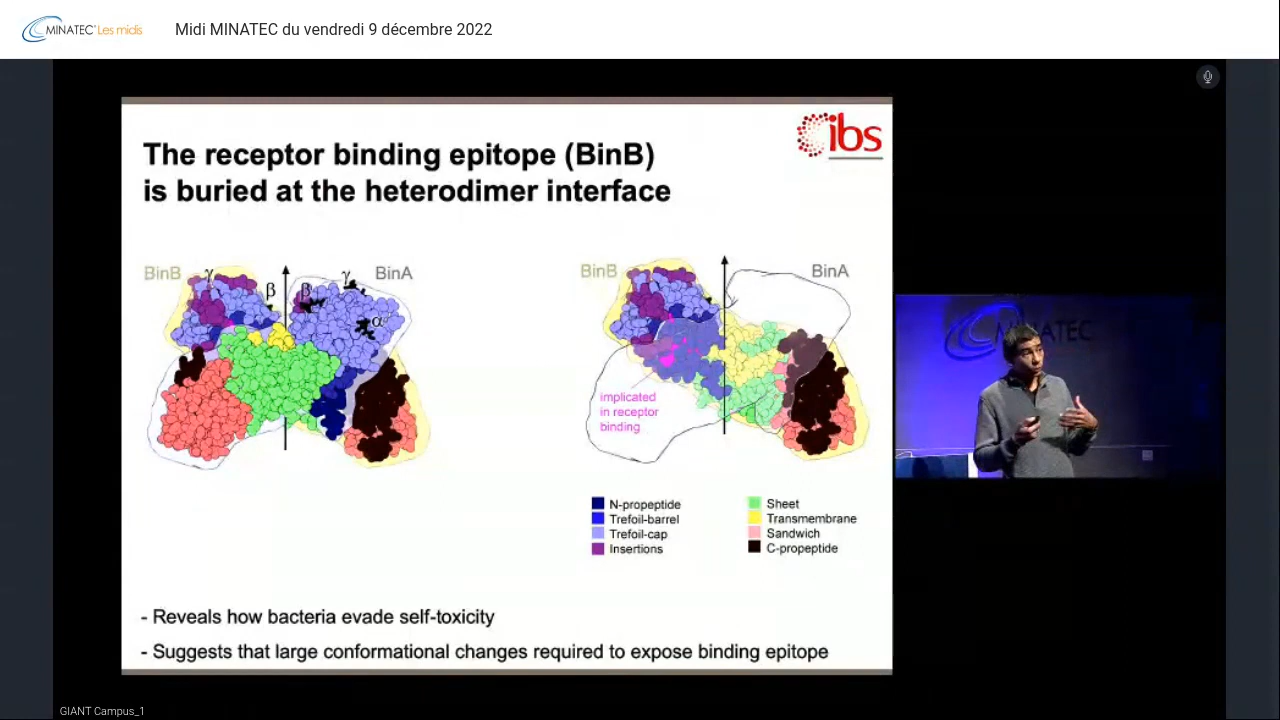 MINATEC® Les midis
Midi MINATEC du vendredi 9 décembre 2022
ibs
The receptor binding epitope (BinB)
is buried at the heterodimer interface
BinB
γ
β
β
γ
α
BinA
BinB
BinA
implicated
in receptor
binding
N-propeptide
Trefoil-barrel
Trefoil-cap
Insertions
Sheet
Transmembrane
Sandwich
C-propeptide
- Reveals how bacteria evade self-toxicity
- Suggests that large conformational changes required to expose binding epitope
MINATEC
GIANT Campus_1